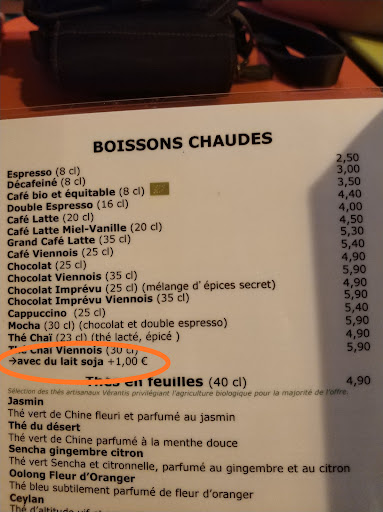 BOISSONS CHAUDES
Espresso (8 cl) 2,50
Décafeiné (8 cl) 3,00
Café bio et équitable (8 cl) 3,50
Double Espresso (16 cl) 4,40
Café Latte (20 cl) 4,00
Café Latte Miel-Vanille (20 cl) 4,50
Grand Café Latte (35 cl) 5,30
Café Viennois (25 cl) 5,40
Chocolat (25 cl) 4,90
Chocolat Viennois (35 cl) 5,90
Chocolat Imprévu (25 cl) (mélange d'épices secret) 4,90
Chocolat Imprévu Viennois (35 cl) 5,90
Cappuccino (25 cl) 5,40
Mocha (30 cl) (chocolat et double espresso) 5,90
Thé Chaï (23 cl) (thé lacté, épicé ) 4,90
Thé Chaï Viennois (30 cl) 5,90
→avec du lait soja +1,00 €
Thés en feuilles (40 cl) 4,90
Sélection des thés artisanaux Vérantis privilégiant l'agriculture biologique pour la majorité de l'offre.
Jasmin
Thé vert de Chine fleuri et parfumé au jasmin
Thé du désert
Thé vert de Chine parfumé à la menthe douce
Sencha gingembre citron
Thé vert Sencha et citronnelle, parfumé au gingembre et au citron
Oolong Fleur d'Oranger
Thé bleu subtilement parfumé de fleur d'oranger
Ceylan
Thé d'altitude vif et